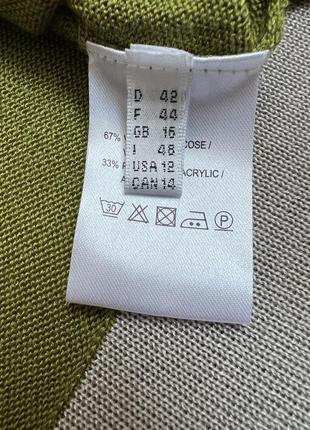 D 42
F 44
GB 16
I 48
USA 12
CAN 14
67% V COSE /
33% ACRYLIC /
30 P